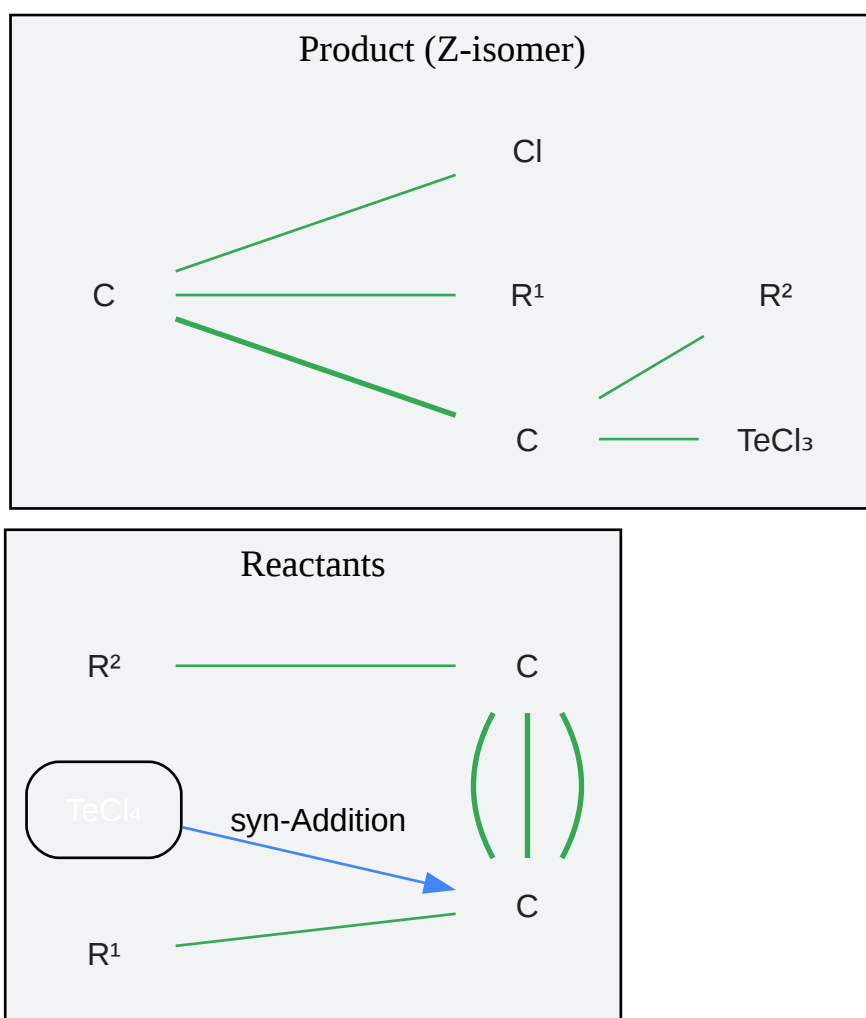 Product (Z-isomer)
Cl
C
R¹
R²
C
TeCl₃
Reactants
R²
C
TeCl₄
syn-Addition
C
R¹